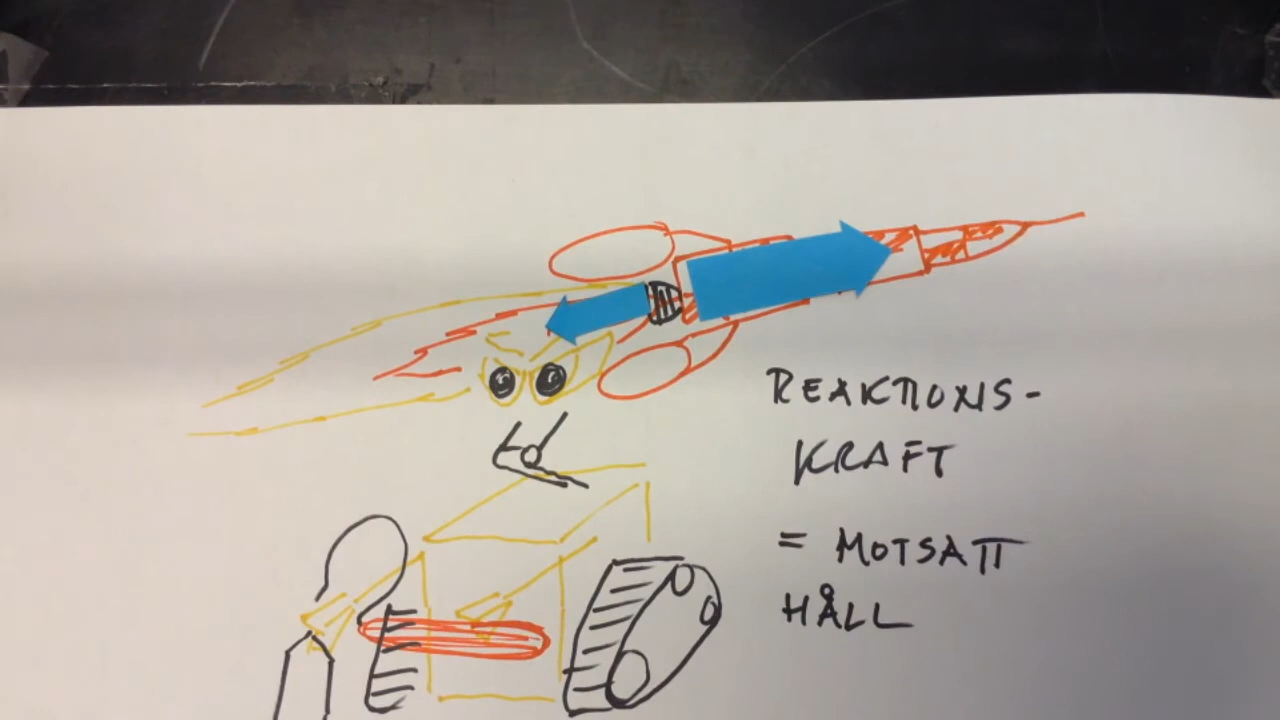 REAKTIONS-
KRAFT
= MOTSATT
HÅLL